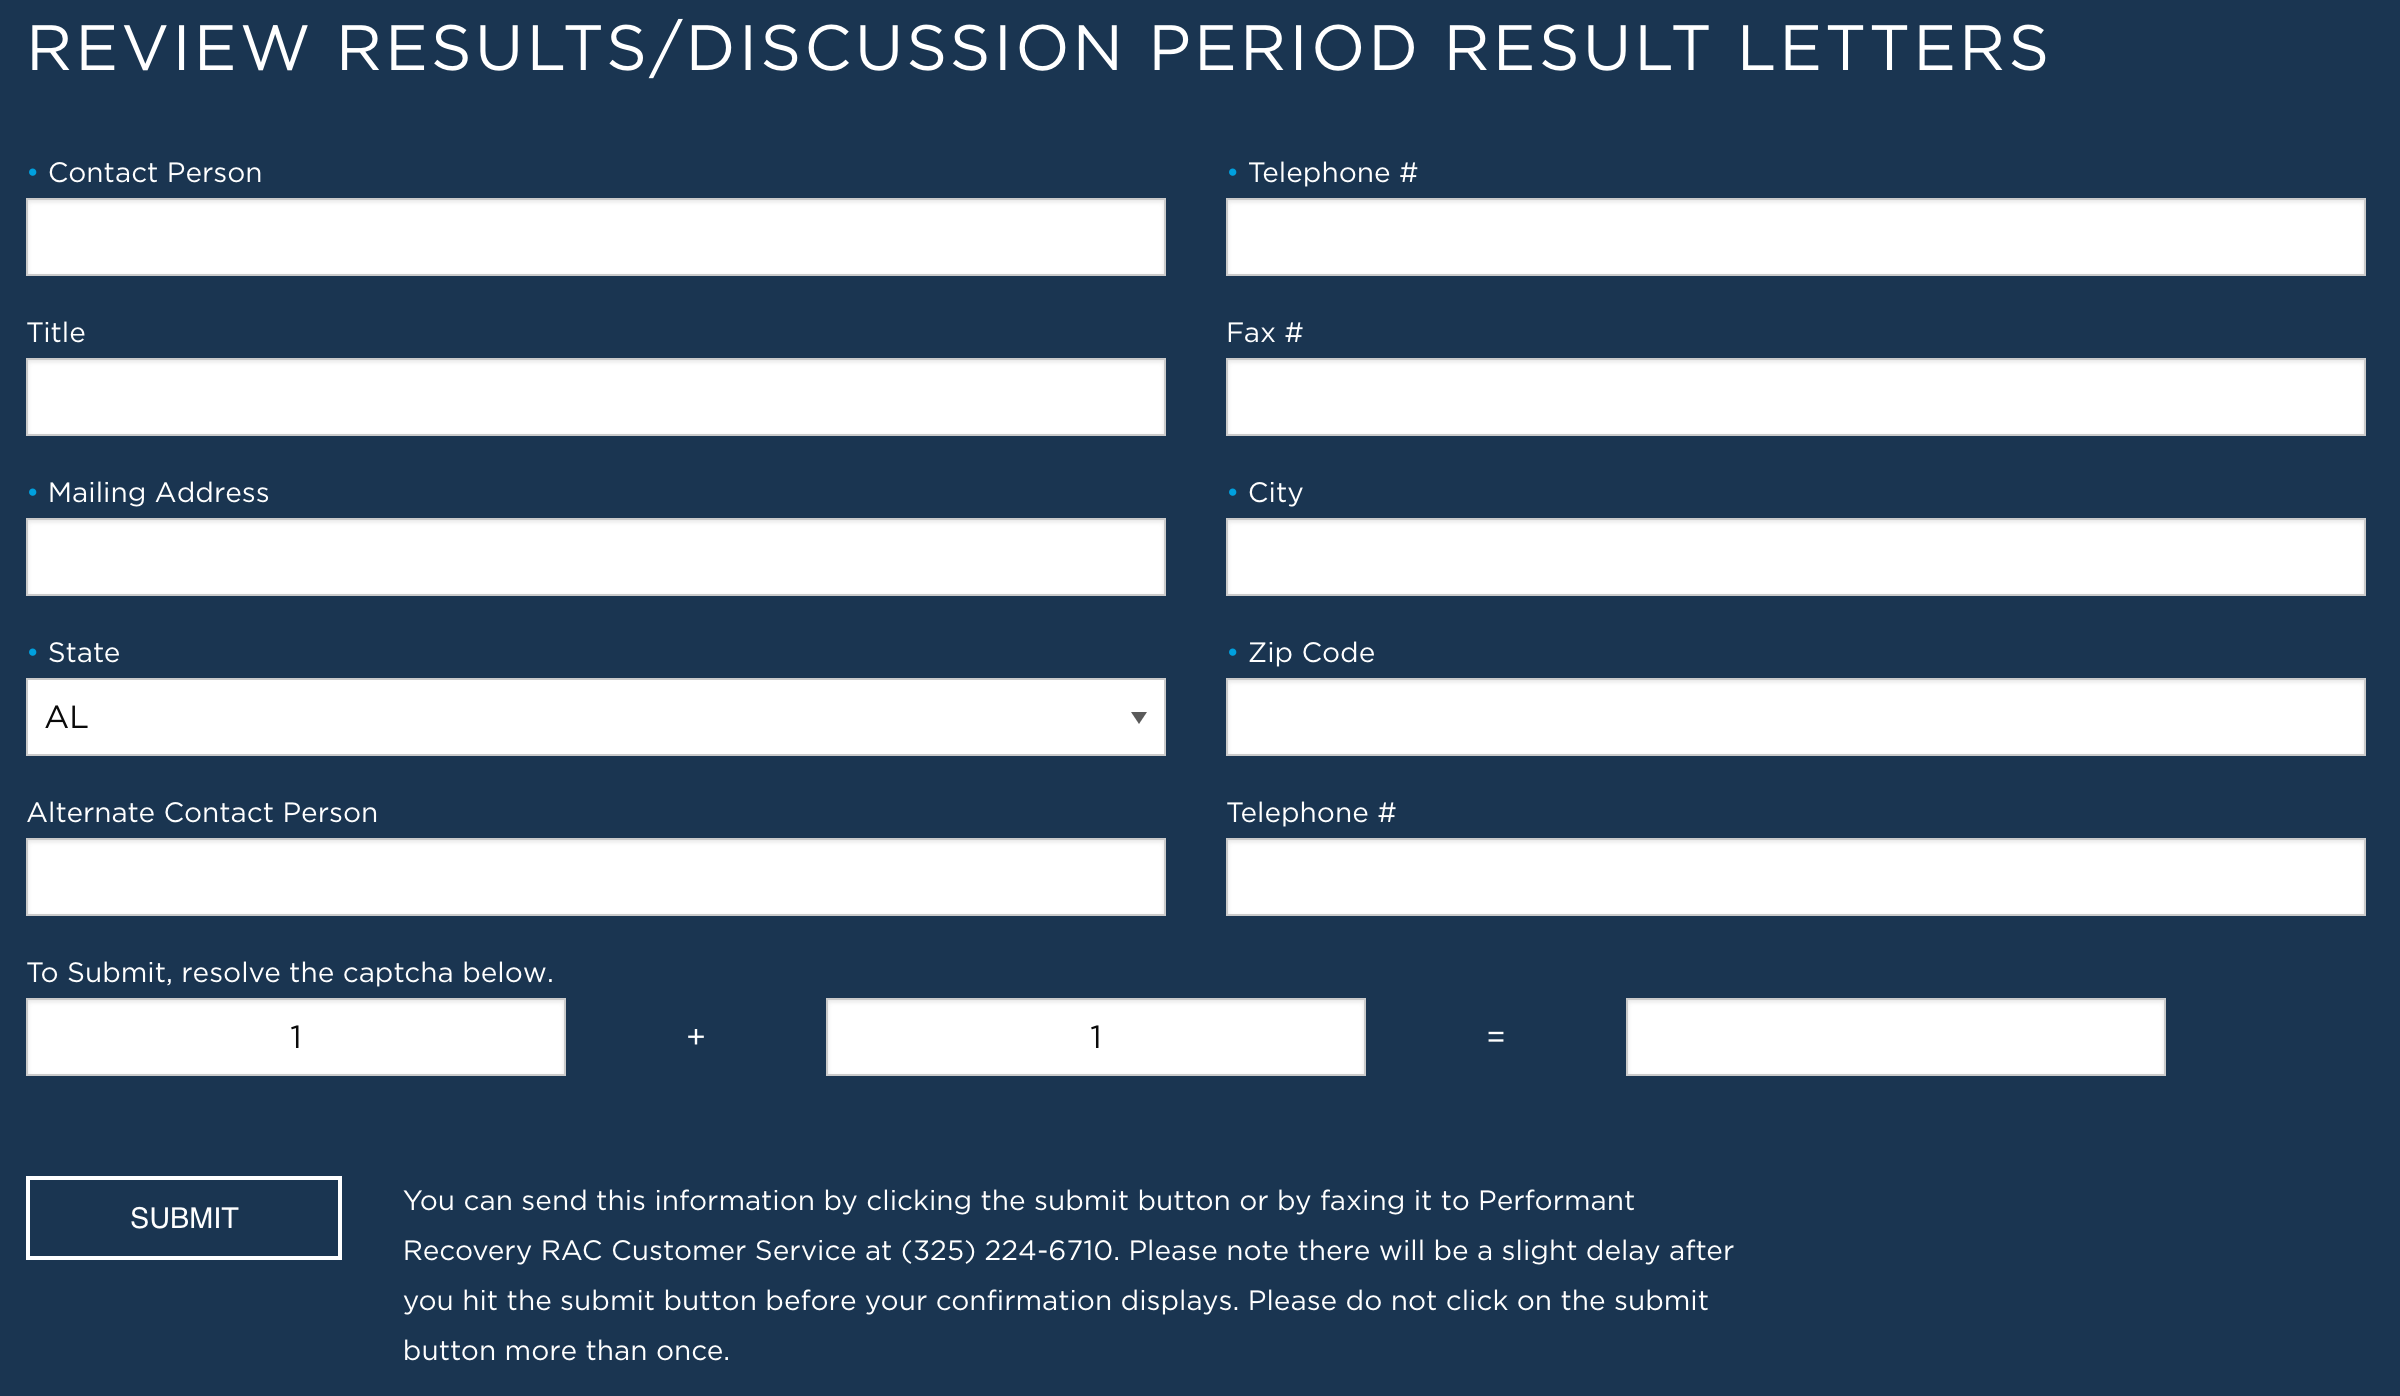 REVIEW RESULTS/DISCUSSION PERIOD RESULT LETTERS
• Contact Person
• Telephone #
Title
Fax #
• Mailing Address
• City
• State
• Zip Code
AL
Alternate Contact Person
Telephone #
To Submit, resolve the captcha below.
1 + 1 =
SUBMIT
You can send this information by clicking the submit button or by faxing it to Performant
Recovery RAC Customer Service at (325) 224-6710. Please note there will be a slight delay after
you hit the submit button before your confirmation displays. Please do not click on the submit
button more than once.